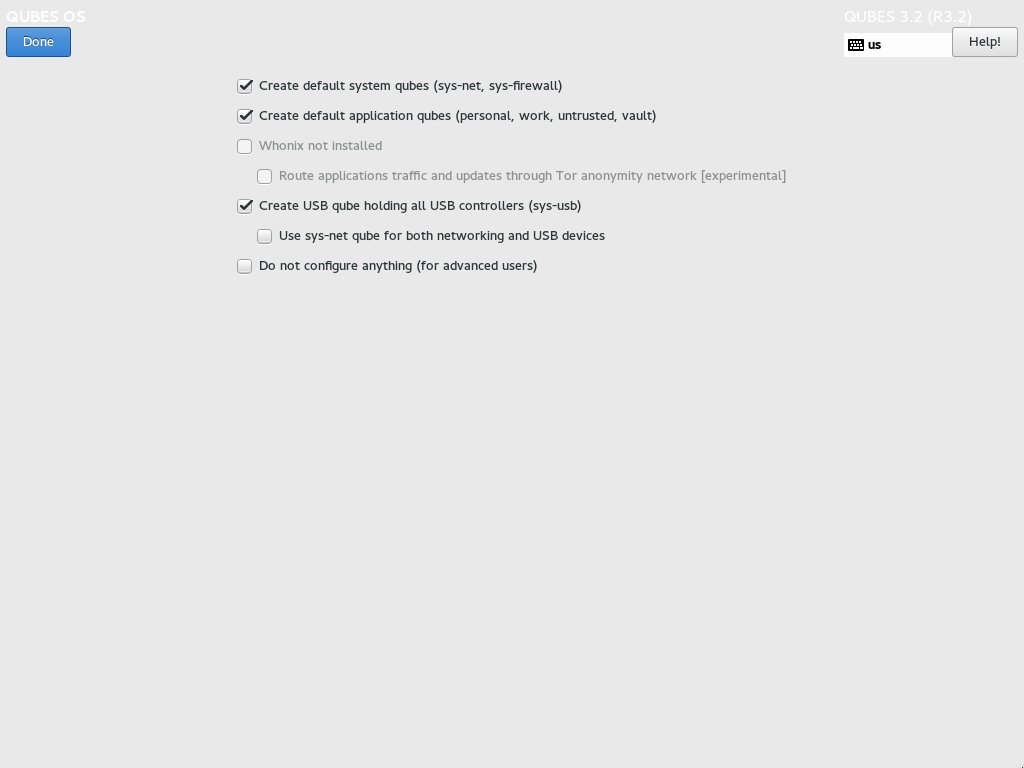 QUBES OS
QUBES 3.2 (R3.2)
Done
us
Help!
Create default system qubes (sys-net, sys-firewall)
Create default application qubes (personal, work, untrusted, vault)
Whonix not installed
Route applications traffic and updates through Tor anonymity network [experimental]
Create USB qube holding all USB controllers (sys-usb)
Use sys-net qube for both networking and USB devices
Do not configure anything (for advanced users)